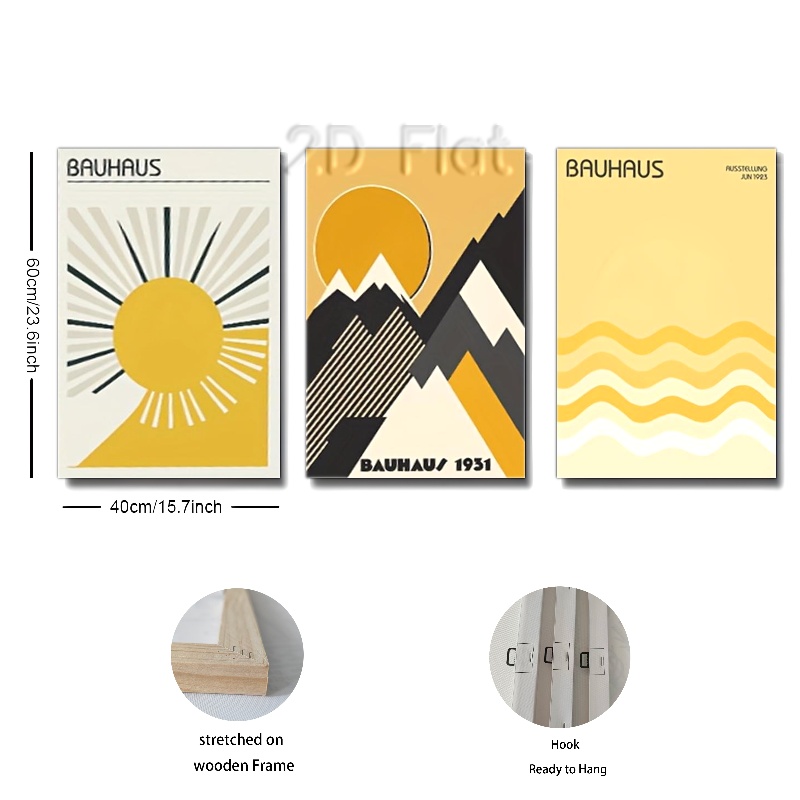 2D Flat
BAUHAUS
BAUHAUS
AUSSTELLUNG
JUN 1923
60cm/23.6inch
BAUHAUS 1931
40cm/15.7inch
stretched on
wooden Frame
Hook
Ready to Hang